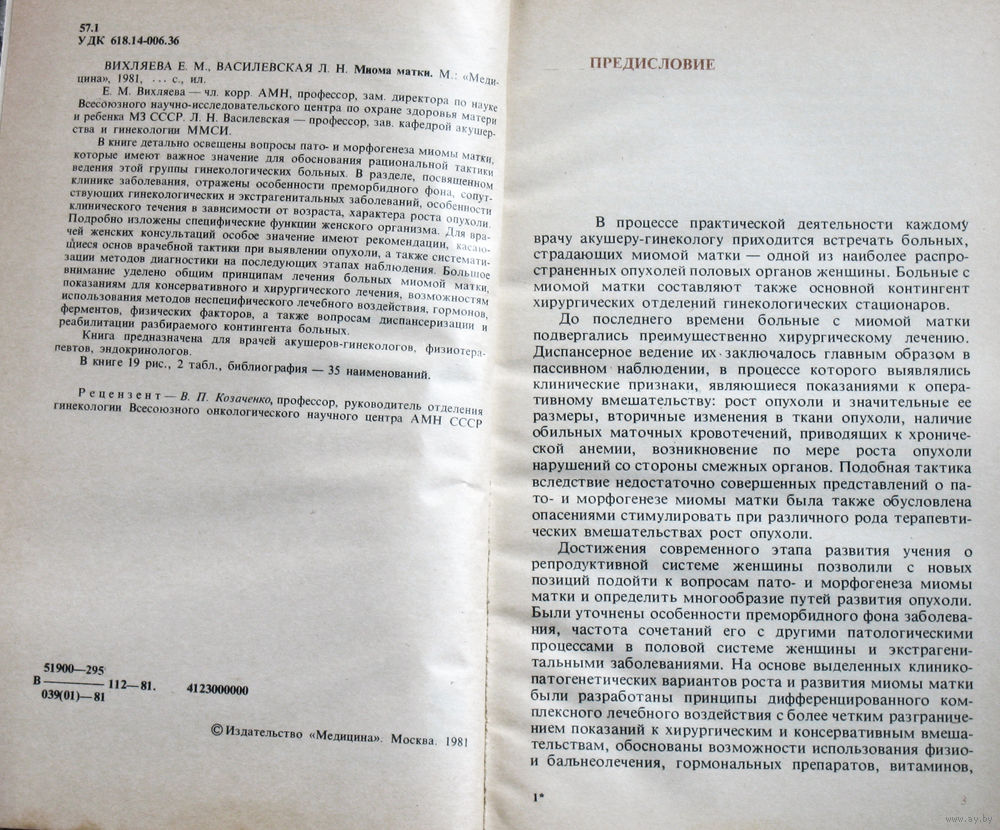 57.1
УДК 618.14-006.36
ВИХЛЯЕВА Е. М., ВАСИЛЕВСКАЯ Л. Н. Миома матки. М.: «Меди-
цина», 1981, ... с., ил.
Е. М. Вихляева — чл. корр. АМН, профессор, зам. директора по науке
Всесоюзного научно-исследовательского центра по охране здоровья матери
и ребенка МЗ СССР. Л. Н. Василевская — профессор, зав. кафедрой акушер-
ства и гинекологии ММСИ.
В книге детально освещены вопросы пато- и морфогенеза миомы матки,
которые имеют важное значение для обоснования рациональной тактики
ведения этой группы гинекологических больных. В разделе, посвященном
клинике заболевания, отражены особенности преморбидного фона, сопут-
ствующих гинекологических и экстрагенитальных заболеваний, особенности
клинического течения в зависимости от возраста, характера роста опухоли.
Подробно изложены специфические функции женского организма. Для вра-
чей женских консультаций особое значение имеют рекомендации, касаю-
щиеся основ врачебной тактики при выявлении опухоли, а также системати-
зации методов диагностики на последующих этапах наблюдения. Большое
внимание уделено общим принципам лечения больных миомой матки,
показаниям для консервативного и хирургического лечения, возможностям
использования методов неспецифического лечебного воздействия, гормонов,
ферментов, физических факторов, а также вопросам диспансеризации и
реабилитации разбираемого контингента больных.
Книга предназначена для врачей акушеров-гинекологов, физиотера-
певтов, эндокринологов.
В книге 19 рис., 2 табл., библиография — 35 наименований.
Рецензент — В. П. Козаченко, профессор, руководитель отделения
гинекологии Всесоюзного онкологического научного центра АМН СССР
51900—295
В ——— 112—81. 4123000000
039(01)—81
© Издательство «Медицина». Москва. 1981
ПРЕДИСЛОВИЕ
В процессе практической деятельности каждому
врачу акушеру-гинекологу приходится встречать больных,
страдающих миомой матки — одной из наиболее распро-
страненных опухолей половых органов женщины. Больные с
миомой матки составляют также основной контингент
хирургических отделений гинекологических стационаров.
До последнего времени больные с миомой матки
подвергались преимущественно хирургическому лечению.
Диспансерное ведение их заключалось главным образом в
пассивном наблюдении, в процессе которого выявлялись
клинические признаки, являющиеся показаниями к опера-
тивному вмешательству: рост опухоли и значительные ее
размеры, вторичные изменения в ткани опухоли, наличие
обильных маточных кровотечений, приводящих к хрониче-
ской анемии, возникновение по мере роста опухоли
нарушений со стороны смежных органов. Подобная тактика
вследствие недостаточно совершенных представлений о па-
то- и морфогенезе миомы матки была также обусловлена
опасениями стимулировать при различного рода терапевти-
ческих вмешательствах рост опухоли.
Достижения современного этапа развития учения о
репродуктивной системе женщины позволили с новых
позиций подойти к вопросам пато- и морфогенеза миомы
матки и определить многообразие путей развития опухоли.
Были уточнены особенности преморбидного фона заболева-
ния, частота сочетаний его с другими патологическими
процессами в половой системе женщины и экстрагени-
тальными заболеваниями. На основе выделенных клинико-
патогенетических вариантов роста и развития миомы матки
были разработаны принципы дифференцированного ком-
плексного лечебного воздействия с более четким разграниче-
нием показаний к хирургическим и консервативным вмеша-
тельствам, обоснованы возможности использования физио-
и бальнеолечения, гормональных препаратов, витаминов,
1*
3
www.ay.by